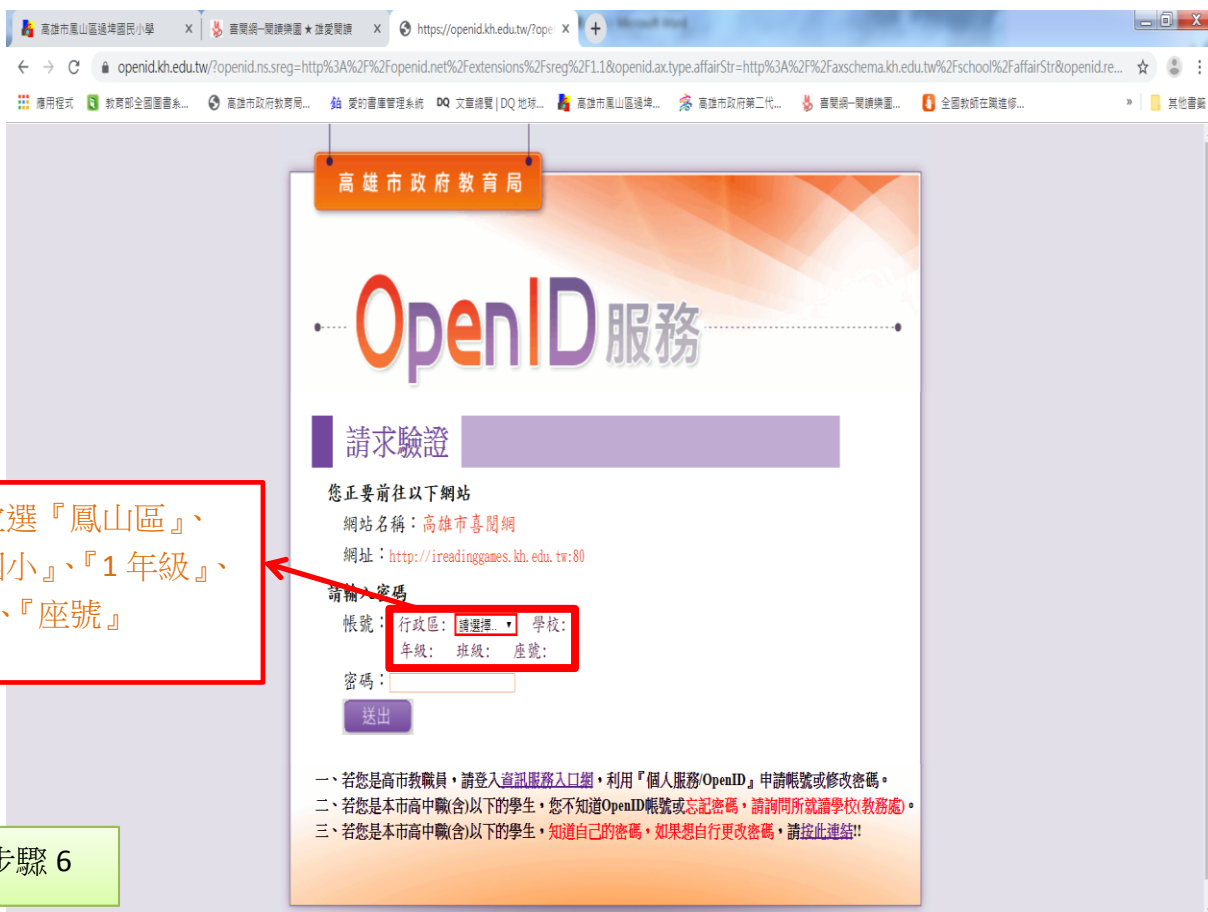 高雄市鳳山區過埤國民小學
喜閱網─閱讀樂園★誰愛閱讀
https://openid.kh.edu.tw/?ope
openid.kh.edu.tw/?openid.ns.sreg=http%3A%2F%2Fopenid.net%2Fextensions%2Fsreg%2F1.1&openid.ax.type.affairStr=http%3A%2F%2Faxschema.kh.edu.tw%2Fschool%2FaffairStr&openid.re...
應用程式 教育部全國圖書系... 高雄市政府教育局... 愛的書庫管理系統 DQ 文章總覽 | DQ 地球... 高雄市鳳山區過埤... 高雄市政府第二代... 喜閱網─閱讀樂園... 全國教師在職進修... » 其他書籤
高雄市政府教育局
OpenID服務
請求驗證
您正要前往以下網站
網站名稱：高雄市喜閱網
網址：http://ireadinggames.kh.edu.tw:80
請輸入密碼
帳號：行政區: 請選擇.. 學校:
年級: 班級: 座號:
密碼：
送出
選『鳳山區』、
小』、『1 年級』、
、『座號』
一、若您是高市教職員，請登入資訊服務入口網，利用『個人服務/OpenID』申請帳號或修改密碼。
二、若您是本市高中職(含)以下的學生，您不知道OpenID帳號或忘記密碼，請詢問所就讀學校(教務處)。
三、若您是本市高中職(含)以下的學生，知道自己的密碼，如果想自行更改密碼，請按此連結!!
步驟 6